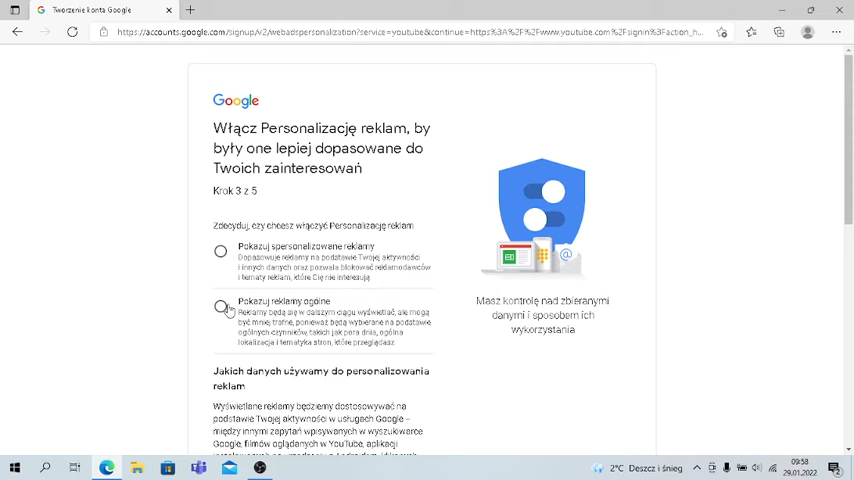 Tworzenie konta Google
https://accounts.google.com/signup/v2/webadspersonalization?service=youtube&continue=https%3A%2F%2Fwww.youtube.com%2Fsignin%3Faction_h...
Google
Włącz Personalizację reklam, by
były one lepiej dopasowane do
Twoich zainteresowań
Krok 3 z 5
Zdecyduj, czy chcesz włączyć Personalizację reklam
Pokazuj spersonalizowane reklamy
Dopasowuje reklamy na podstawie Twojej aktywności
i innych danych oraz pozwala blokować reklamodawców
i tematy reklam, które Cię nie interesują
Pokazuj reklamy ogólne
Reklamy będą się w dalszym ciągu wyświetlać, ale mogą
być mniej trafne, ponieważ będą wybierane na podstawie
ogólnych czynników, takich jak pora dnia, ogólna
lokalizacja i tematyka stron, które przeglądasz
Masz kontrolę nad zbieranymi
danymi i sposobem ich
wykorzystania
Jakich danych używamy do personalizowania
reklam
Wyświetlane reklamy będziemy dostosowywać na
podstawie Twojej aktywności w usługach Google –
między innymi zapytań wpisywanych w wyszukiwarce
Google, filmów oglądanych w YouTube, aplikacji
2°C Deszcz i śnieg
09:58
29.01.2022
2